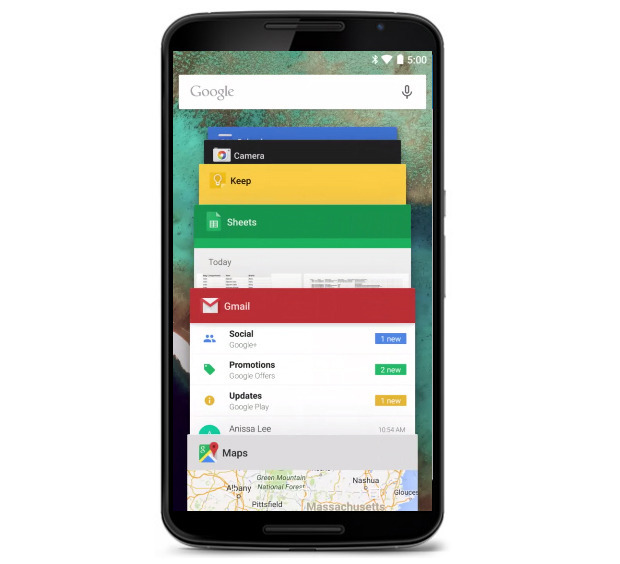 5:00
Google
Camera
Keep
Sheets
Today
Gmail
Social
Google+
1 new
Promotions
Google Offers
2 new
Updates
Google Play
1 new
Anissa Lee
10:54 AM
Maps
Green Mountain
National Forest
Albany
Nashua
Pittsfield
Massachusetts